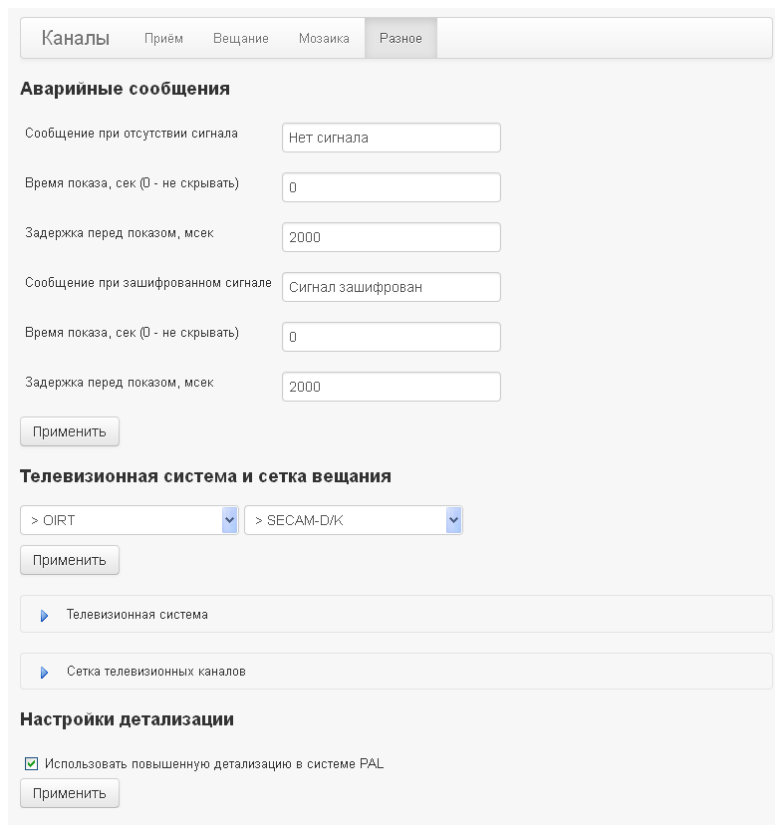 Каналы Приём Вещание Мозаика Разное
Аварийные сообщения
Сообщение при отсутствии сигнала Нет сигнала
Время показа, сек (0 - не скрывать) 0
Задержка перед показом, мсек 2000
Сообщение при зашифрованном сигнале Сигнал зашифрован
Время показа, сек (0 - не скрывать) 0
Задержка перед показом, мсек 2000
Применить
Телевизионная система и сетка вещания
> OIRT > SECAM-D/K
Применить
Телевизионная система
Сетка телевизионных каналов
Настройки детализации
Использовать повышенную детализацию в системе PAL
Применить